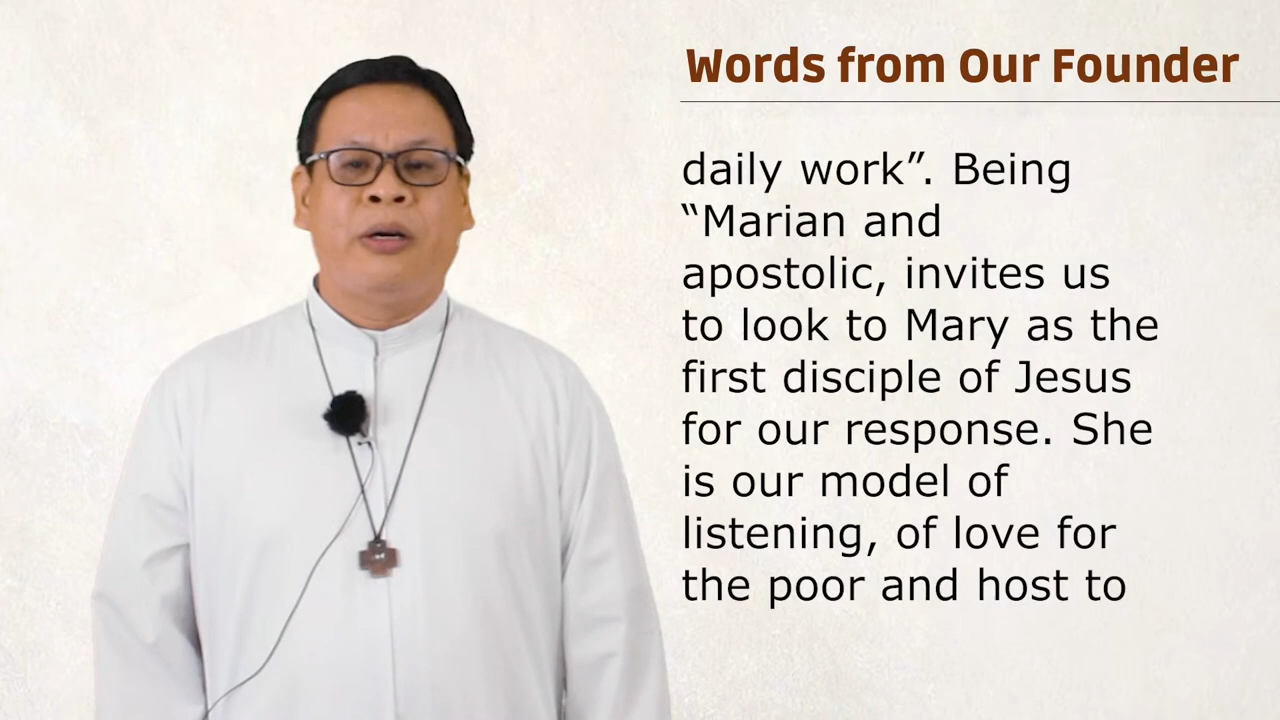 Words from Our Founder
daily work”. Being
“Marian and
apostolic, invites us
to look to Mary as the
first disciple of Jesus
for our response. She
is our model of
listening, of love for
the poor and host to